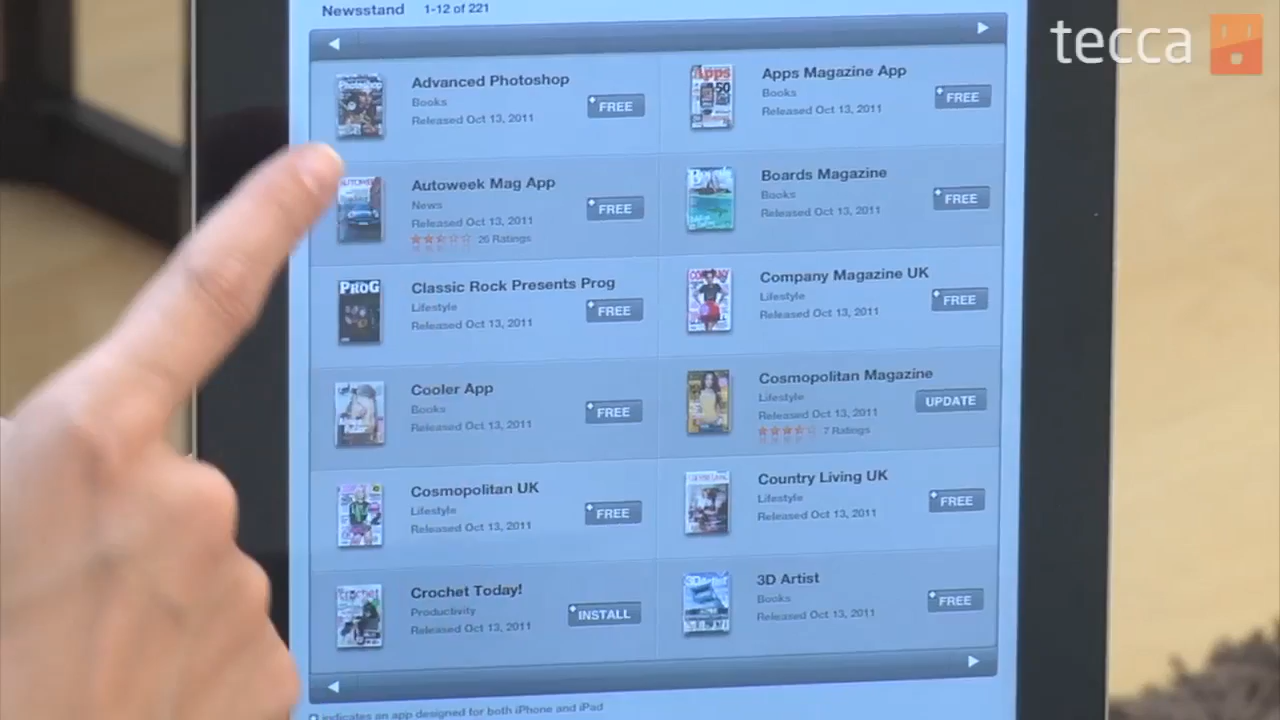 Newsstand 1-12 of 221
tecca
Advanced Photoshop
Books
Released Oct 13, 2011
FREE
Apps Magazine App
Books
Released Oct 13, 2011
FREE
Autoweek Mag App
News
Released Oct 13, 2011
26 Ratings
FREE
Boards Magazine
Books
Released Oct 13, 2011
FREE
PROG
Classic Rock Presents Prog
Lifestyle
Released Oct 13, 2011
FREE
COMPANY
Company Magazine UK
Lifestyle
Released Oct 13, 2011
FREE
Cooler App
Books
Released Oct 13, 2011
FREE
Cosmopolitan Magazine
Lifestyle
Released Oct 13, 2011
7 Ratings
UPDATE
Cosmopolitan UK
Lifestyle
Released Oct 13, 2011
FREE
Country Living UK
Lifestyle
Released Oct 13, 2011
FREE
Crochet
Crochet Today!
Productivity
Released Oct 13, 2011
INSTALL
3DArtist
3D Artist
Books
Released Oct 13, 2011
FREE
indicates an app designed for both iPhone and iPad